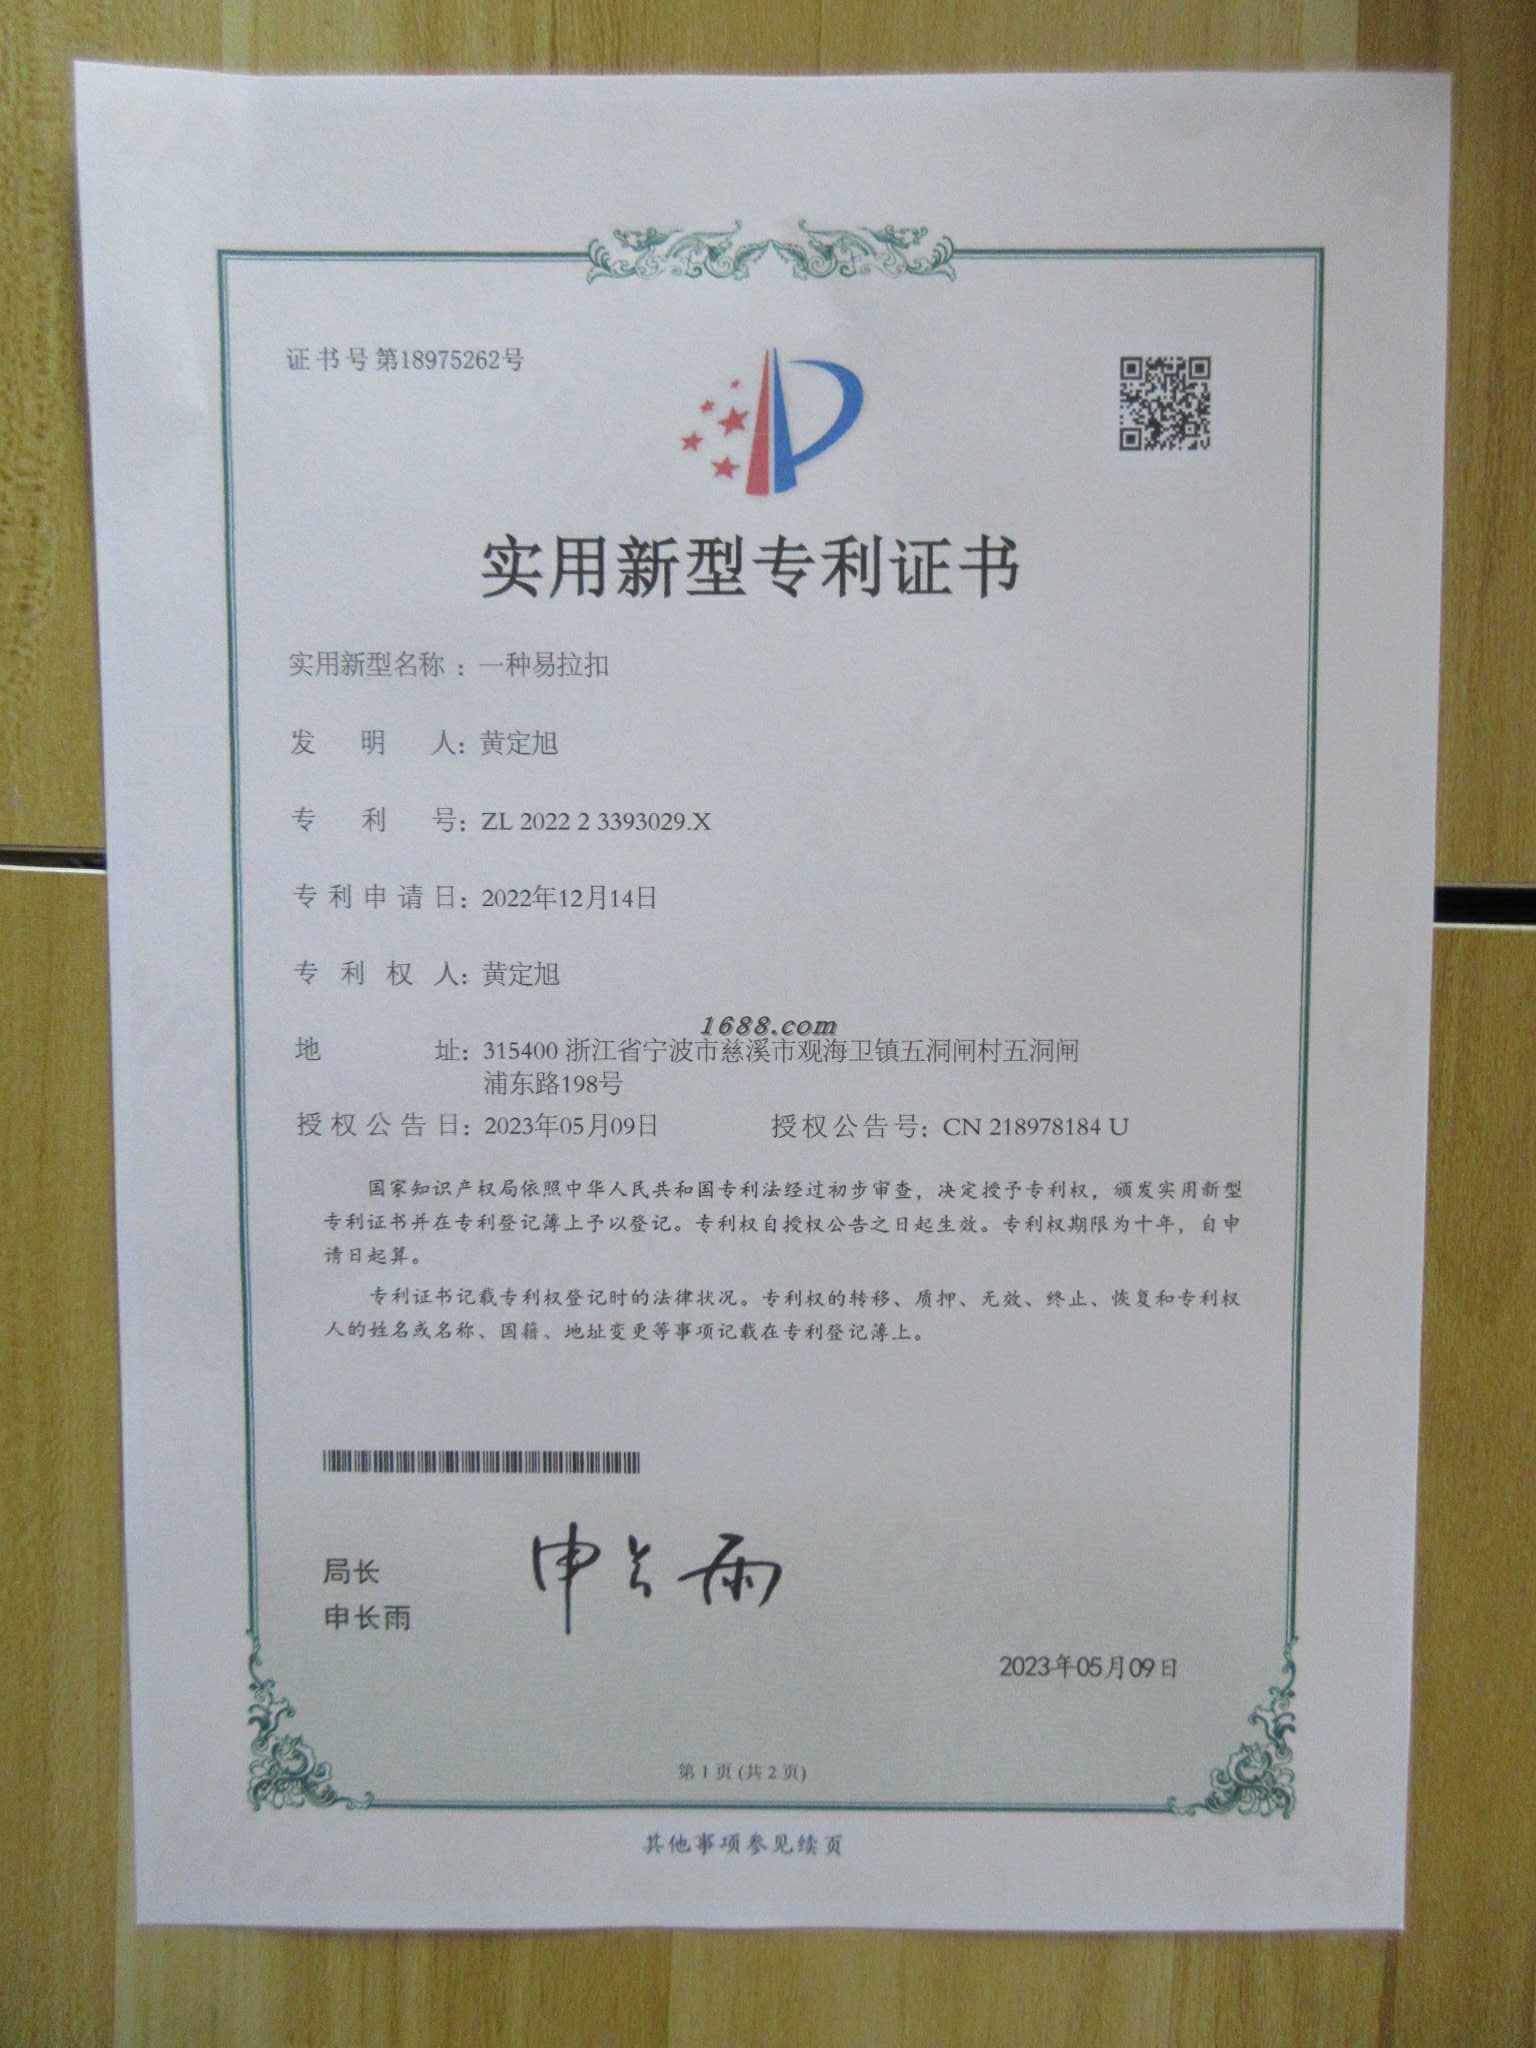 证书号第18975262号
实用新型专利证书
实用新型名称：一种易拉扣
发明人：黄定旭
专利号：ZL 2022 2 3393029.X
专利申请日：2022年12月14日
专利权人：黄定旭
1688.com
地址：315400 浙江省宁波市慈溪市观海卫镇五洞闸村五洞闸
浦东路198号
授权公告日：2023年05月09日 授权公告号：CN 218978184 U
国家知识产权局依照中华人民共和国专利法经过初步审查，决定授予专利权，颁发实用新型
专利证书并在专利登记簿上予以登记。专利权自授权公告之日起生效。专利权期限为十年，自申
请日起算。
专利证书记载专利权登记时的法律状况。专利权的转移、质押、无效、终止、恢复和专利权
人的姓名或名称、国籍、地址变更等事项记载在专利登记簿上。
局长
申长雨
申长雨
2023年05月09日
第 1 页 (共 2 页)
其他事项参见续页